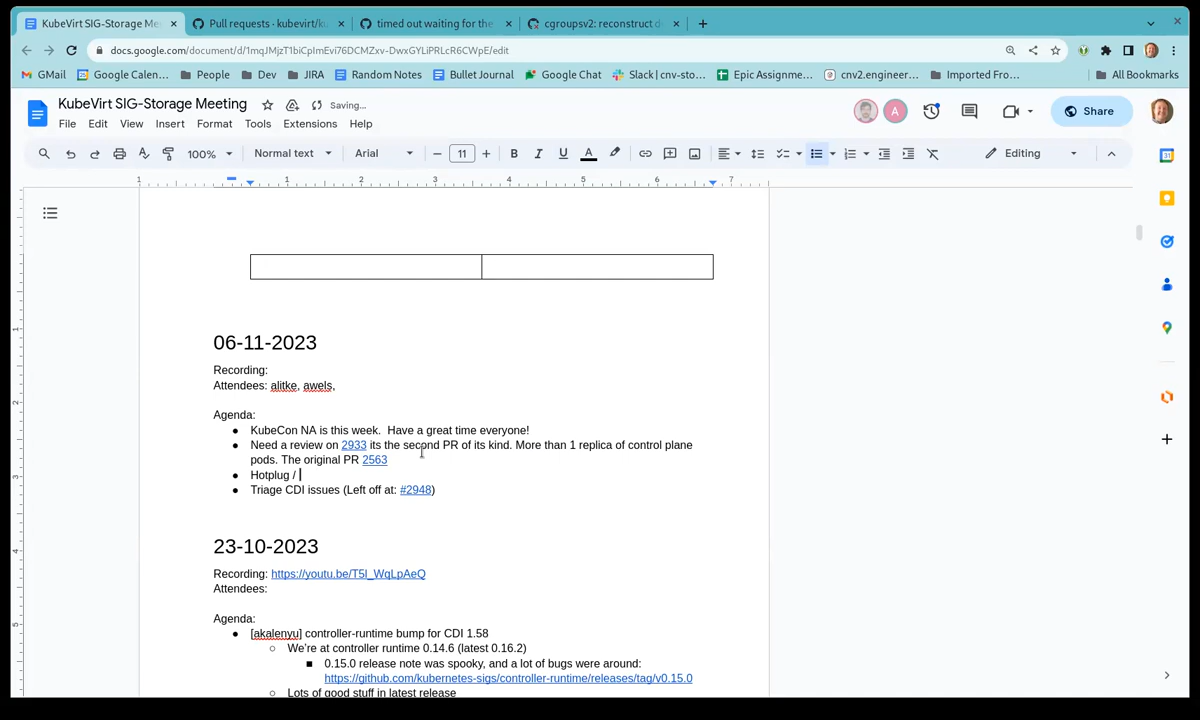 KubeVirt SIG-Storage Me
Pull requests · kubevirt/ku
timed out waiting for the
cgroupsv2: reconstruct d
docs.google.com/document/d/1mqJMjzT1biCplmEvi76DCMZxv-DwxGYLiPRLcR6CWpE/edit
GMail
Google Calen...
People
Dev
JIRA
Random Notes
Bullet Journal
Google Chat
Slack | cnv-sto...
Epic Assignme...
cnv2.engineer...
Imported Fro...
All Bookmarks
KubeVirt SIG-Storage Meeting
Saving...
A
Share
File Edit View Insert Format Tools Extensions Help
100% Normal text Arial 11 B I U A Editing
1 1 2 3 4 5 6 7
06-11-2023
Recording:
Attendees: alitke, awels,
Agenda:
● KubeCon NA is this week.  Have a great time everyone!
● Need a review on 2933 its the second PR of its kind. More than 1 replica of control plane
pods. The original PR 2563
● Hotplug /
● Triage CDI issues (Left off at: #2948)
23-10-2023
Recording: https://youtu.be/T5l_WqLpAeQ
Attendees:
Agenda:
● [akalenyu] controller-runtime bump for CDI 1.58
○ We're at controller runtime 0.14.6 (latest 0.16.2)
■ 0.15.0 release note was spooky, and a lot of bugs were around:
https://github.com/kubernetes-sigs/controller-runtime/releases/tag/v0.15.0
○ Lots of good stuff in latest release